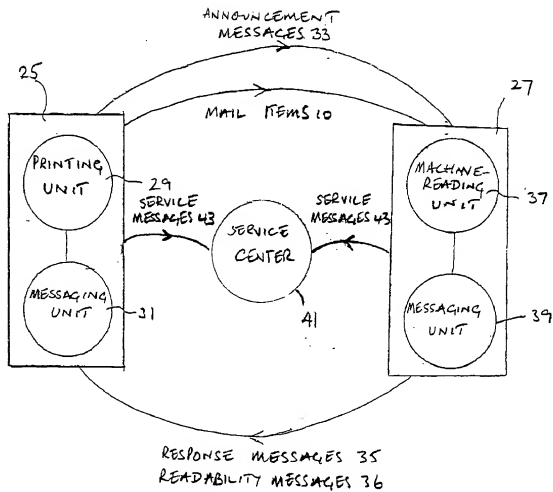 ANNOUNCEMENT
MESSAGES 33
25
27
MAIL ITEMS 10
PRINTING
UNIT
29
MACHINE-
READING
UNIT
37
SERVICE
MESSAGES 43
SERVICE
MESSAGES 43
SERVICE
CENTER
41
MESSAGING
UNIT
31
MESSAGING
UNIT
39
RESPONSE MESSAGES 35
READABILITY MESSAGES 36